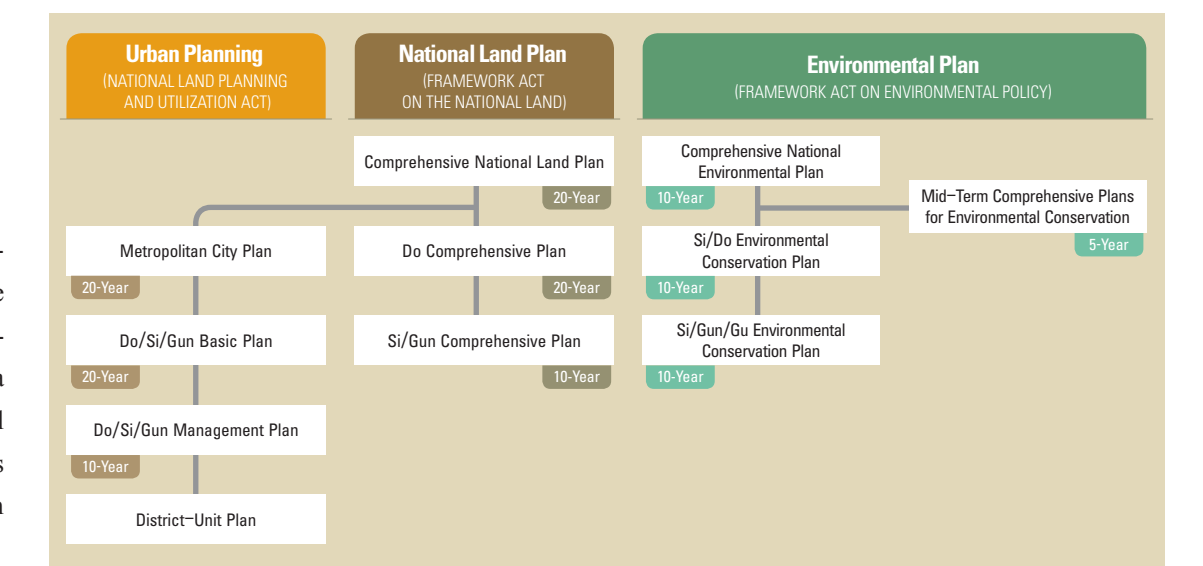 Urban Planning
(NATIONAL LAND PLANNING
AND UTILIZATION ACT)
National Land Plan
(FRAMEWORK ACT
ON THE NATIONAL LAND)
Environmental Plan
(FRAMEWORK ACT ON ENVIRONMENTAL POLICY)
Comprehensive National Land Plan
20-Year
Comprehensive National
Environmental Plan
10-Year
Mid–Term Comprehensive Plans
for Environmental Conservation
5-Year
Metropolitan City Plan
20-Year
Do Comprehensive Plan
20-Year
Si/Do Environmental
Conservation Plan
10-Year
Do/Si/Gun Basic Plan
20-Year
Si/Gun Comprehensive Plan
10-Year
Si/Gun/Gu Environmental
Conservation Plan
10-Year
Do/Si/Gun Management Plan
10-Year
District–Unit Plan